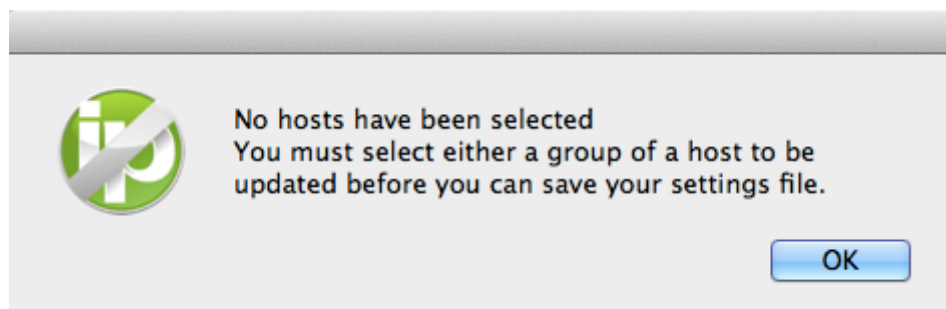 ip
No hosts have been selected
You must select either a group of a host to be
updated before you can save your settings file.
OK